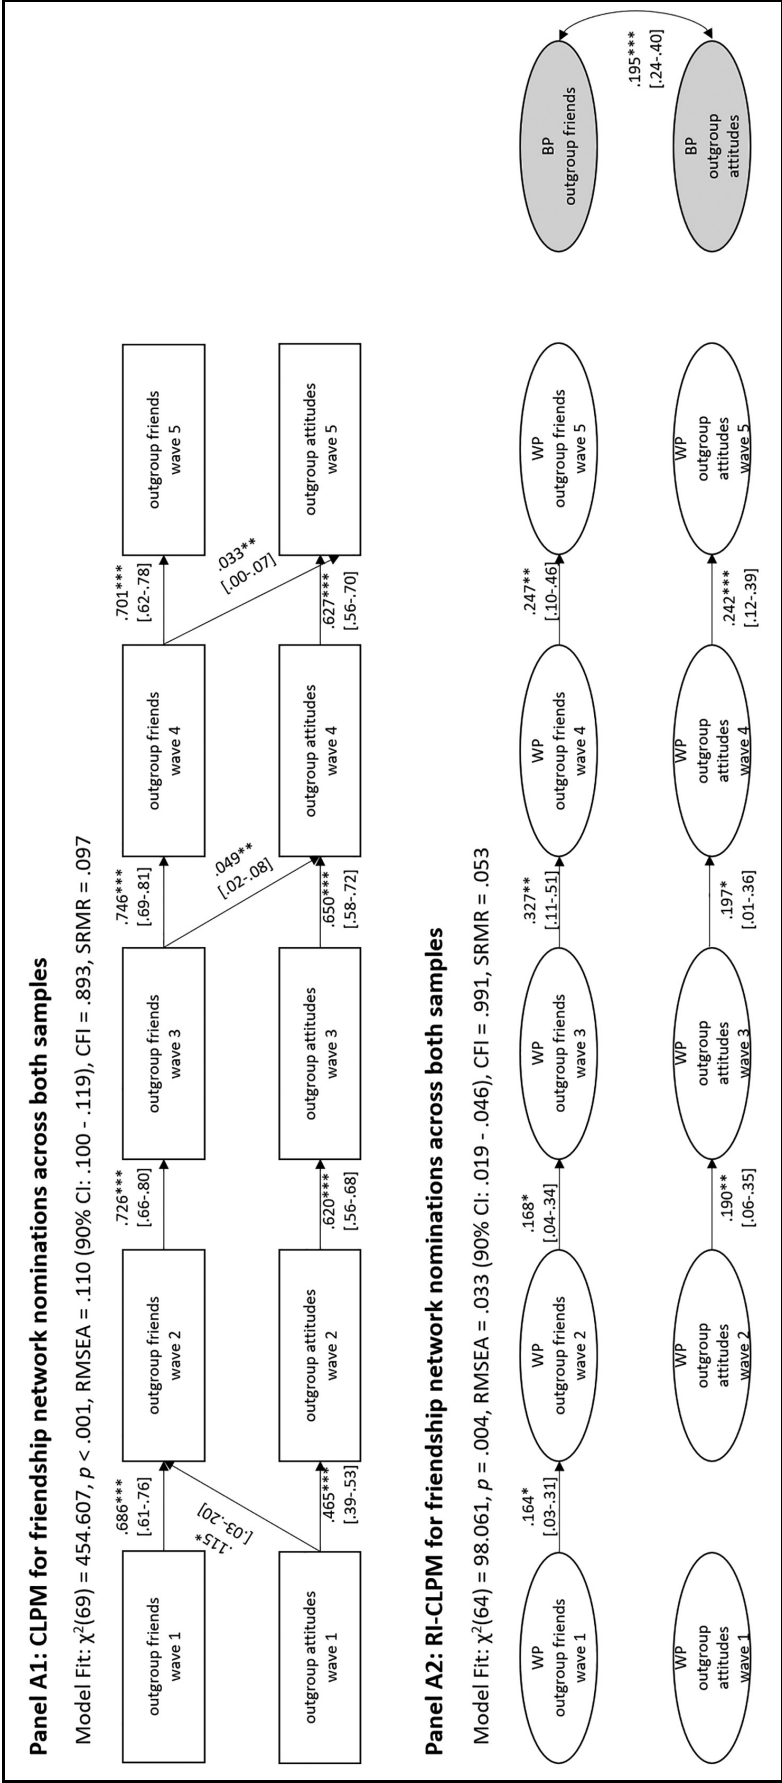 Panel A1: CLPM for friendship network nominations across both samples
Model Fit: χ²(69) = 454.607, p < .001, RMSEA = .110 (90% CI: .100 - .119), CFI = .893, SRMR = .097
outgroup friends
wave 1
.686***
[.61-.76]
outgroup friends
wave 2
.726***
[.66-.80]
outgroup friends
wave 3
.746***
[.69-.81]
outgroup friends
wave 4
.701***
[.62-.78]
outgroup friends
wave 5
.115*
[.03-.20]
.049**
[.02-.08]
.033**
[.00-.07]
outgroup attitudes
wave 1
.465***
[.39-.53]
outgroup attitudes
wave 2
.620***
[.56-.68]
outgroup attitudes
wave 3
.650***
[.58-.72]
outgroup attitudes
wave 4
.627***
[.56-.70]
outgroup attitudes
wave 5
Panel A2: RI-CLPM for friendship network nominations across both samples
Model Fit: χ²(64) = 98.061, p = .004, RMSEA = .033 (90% CI: .019 - .046), CFI = .991, SRMR = .053
WP
outgroup friends
wave 1
.164*
[.03-.31]
WP
outgroup friends
wave 2
.168*
[.04-.34]
WP
outgroup friends
wave 3
.327**
[.11-.51]
WP
outgroup friends
wave 4
.247**
[.10-.46]
WP
outgroup friends
wave 5
BP
outgroup friends
.195***
[.24-.40]
WP
outgroup
attitudes
wave 1
WP
outgroup
attitudes
wave 2
.190**
[.06-.35]
WP
outgroup
attitudes
wave 3
.197*
[.01-.36]
WP
outgroup
attitudes
wave 4
.242***
[.12-.39]
WP
outgroup
attitudes
wave 5
BP
outgroup
attitudes